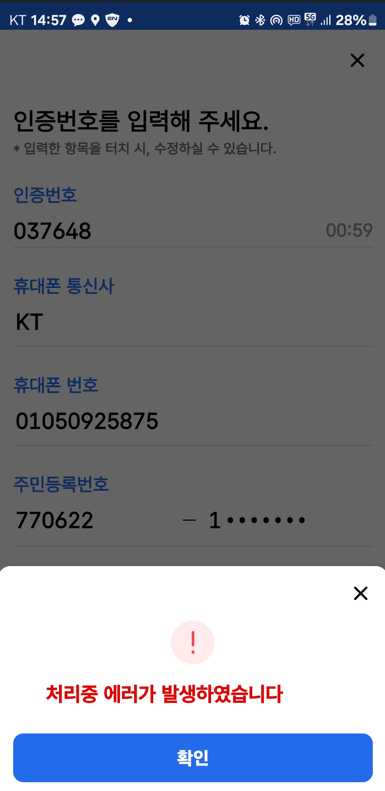 KT 14:57 28%
인증번호를 입력해 주세요.
* 입력한 항목을 터치 시, 수정하실 수 있습니다.
인증번호
037648 00:59
휴대폰 통신사
KT
휴대폰 번호
01050925875
주민등록번호
770622 – 1•••••••
처리중 에러가 발생하였습니다
확인